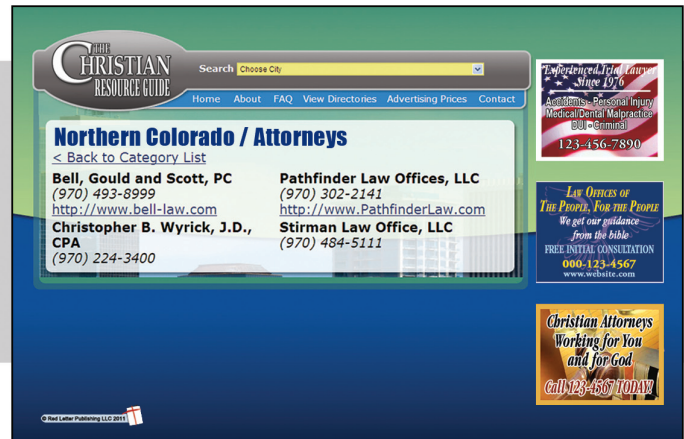 THE
CHRISTIAN
RESOURCE GUIDE
Search Choose City
Home About FAQ View Directories Advertising Prices Contact
Northern Colorado / Attorneys
< Back to Category List
Bell, Gould and Scott, PC
(970) 493-8999
http://www.bell-law.com
Christopher B. Wyrick, J.D.,
CPA
(970) 224-3400
Pathfinder Law Offices, LLC
(970) 302-2141
http://www.PathfinderLaw.com
Stirman Law Office, LLC
(970) 484-5111
Experienced Trial Lawyer
Since 1976
Accidents - Personal Injury
Medical/Dental Malpractice
DUI - Criminal
123-456-7890
LAW OFFICES OF
THE PEOPLE, FOR THE PEOPLE
We get our guidance
from the bible
FREE INITIAL CONSULTATION
000-123-4567
www.website.com
Christian Attorneys
Working for You
and for God
Call 123-4567 TODAY!
© Red Letter Publishing LLC 2011